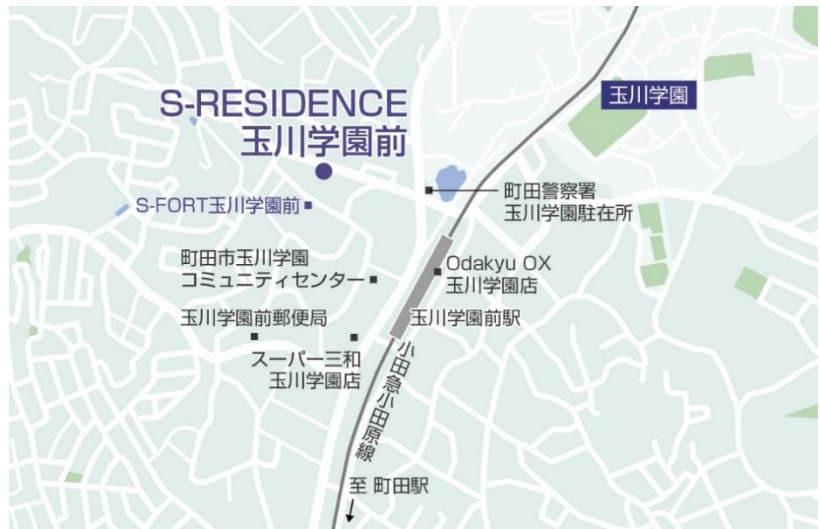 S-RESIDENCE
玉川学園前
玉川学園
S-FORT玉川学園前
町田警察署
玉川学園駐在所
町田市玉川学園
コミュニティセンター
Odakyu OX
玉川学園店
玉川学園前郵便局
玉川学園前駅
スーパー三和
玉川学園店
小田急小田原線
至 町田駅